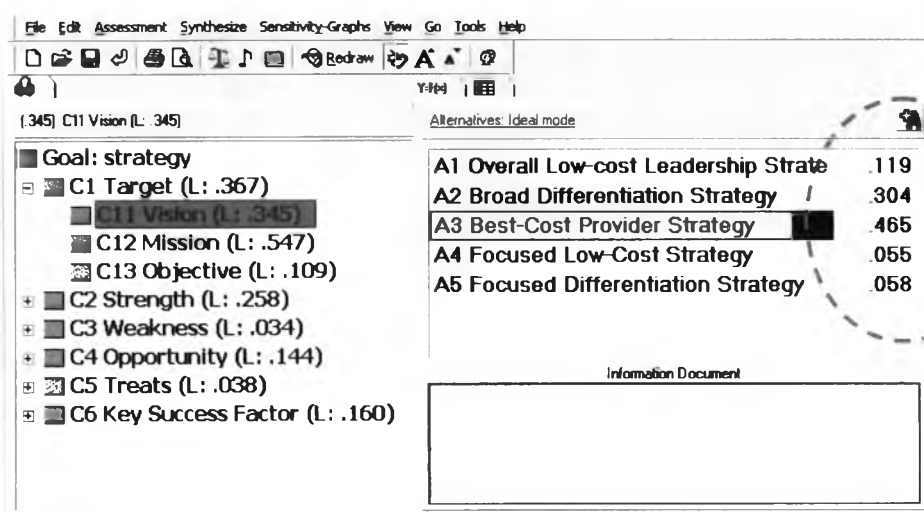 File Edit Assessment Synthesize Sensitivity-Graphs View Go Tools Help
Redraw
Y=f(x)
(.345) C11 Vision (L: .345)
Alternatives: Ideal mode
Goal: strategy
C1 Target (L: .367)
C11 Vision (L: .345)
C12 Mission (L: .547)
C13 Objective (L: .109)
C2 Strength (L: .258)
C3 Weakness (L: .034)
C4 Opportunity (L: .144)
C5 Treats (L: .038)
C6 Key Success Factor (L: .160)
A1 Overall Low-cost Leadership Strate .119
A2 Broad Differentiation Strategy .304
A3 Best-Cost Provider Strategy .465
A4 Focused Low-Cost Strategy .055
A5 Focused Differentiation Strategy .058
Information Document